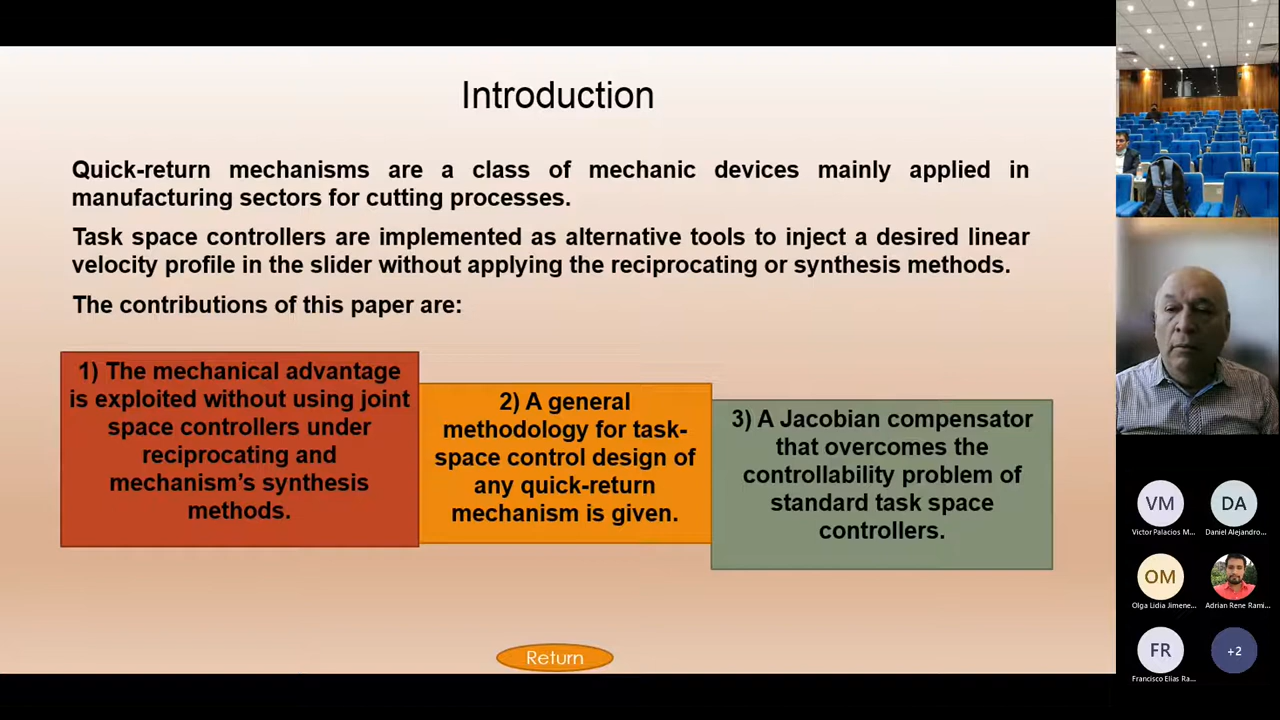 Introduction
Quick-return mechanisms are a class of mechanic devices mainly applied in
manufacturing sectors for cutting processes.
Task space controllers are implemented as alternative tools to inject a desired linear
velocity profile in the slider without applying the reciprocating or synthesis methods.
The contributions of this paper are:
1) The mechanical advantage
is exploited without using joint
space controllers under
reciprocating and
mechanism's synthesis
methods.
2) A general
methodology for task-
space control design of
any quick-return
mechanism is given.
3) A Jacobian compensator
that overcomes the
controllability problem of
standard task space
controllers.
Return
VM
DA
Victor Palacios M...
Daniel Alejandro...
OM
Olga Lidia Jimene...
Adrian Rene Rami...
FR
+2
Francisco Elias Ra...